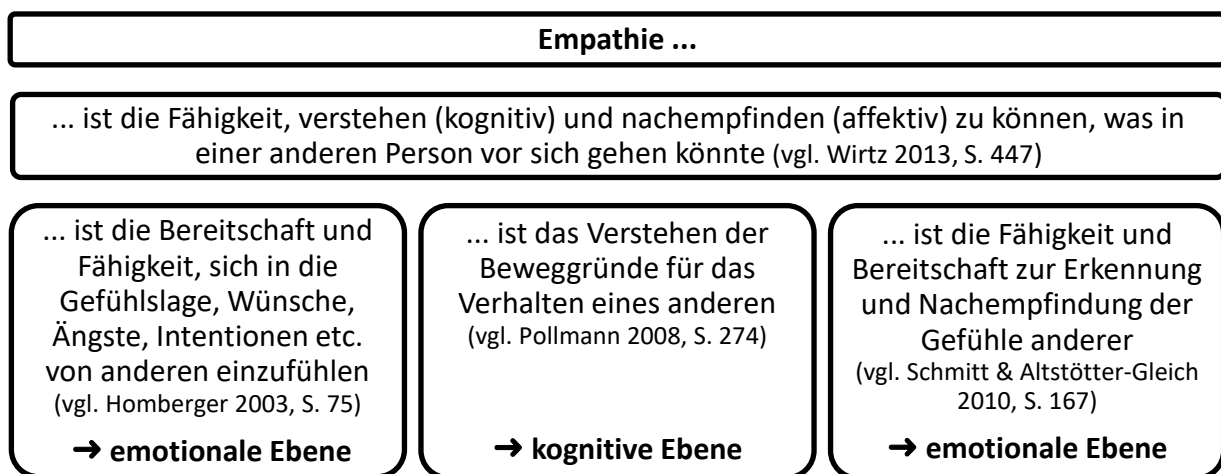 Empathie ...
... ist die Fähigkeit, verstehen (kognitiv) und nachempfinden (affektiv) zu können, was in
einer anderen Person vor sich gehen könnte (vgl. Wirtz 2013, S. 447)
... ist die Bereitschaft und
Fähigkeit, sich in die
Gefühlslage, Wünsche,
Ängste, Intentionen etc.
von anderen einzufühlen
(vgl. Homberger 2003, S. 75)
➔ emotionale Ebene
... ist das Verstehen der
Beweggründe für das
Verhalten eines anderen
(vgl. Pollmann 2008, S. 274)
➔ kognitive Ebene
... ist die Fähigkeit und
Bereitschaft zur Erkennung
und Nachempfindung der
Gefühle anderer
(vgl. Schmitt & Altstötter-Gleich
2010, S. 167)
➔ emotionale Ebene